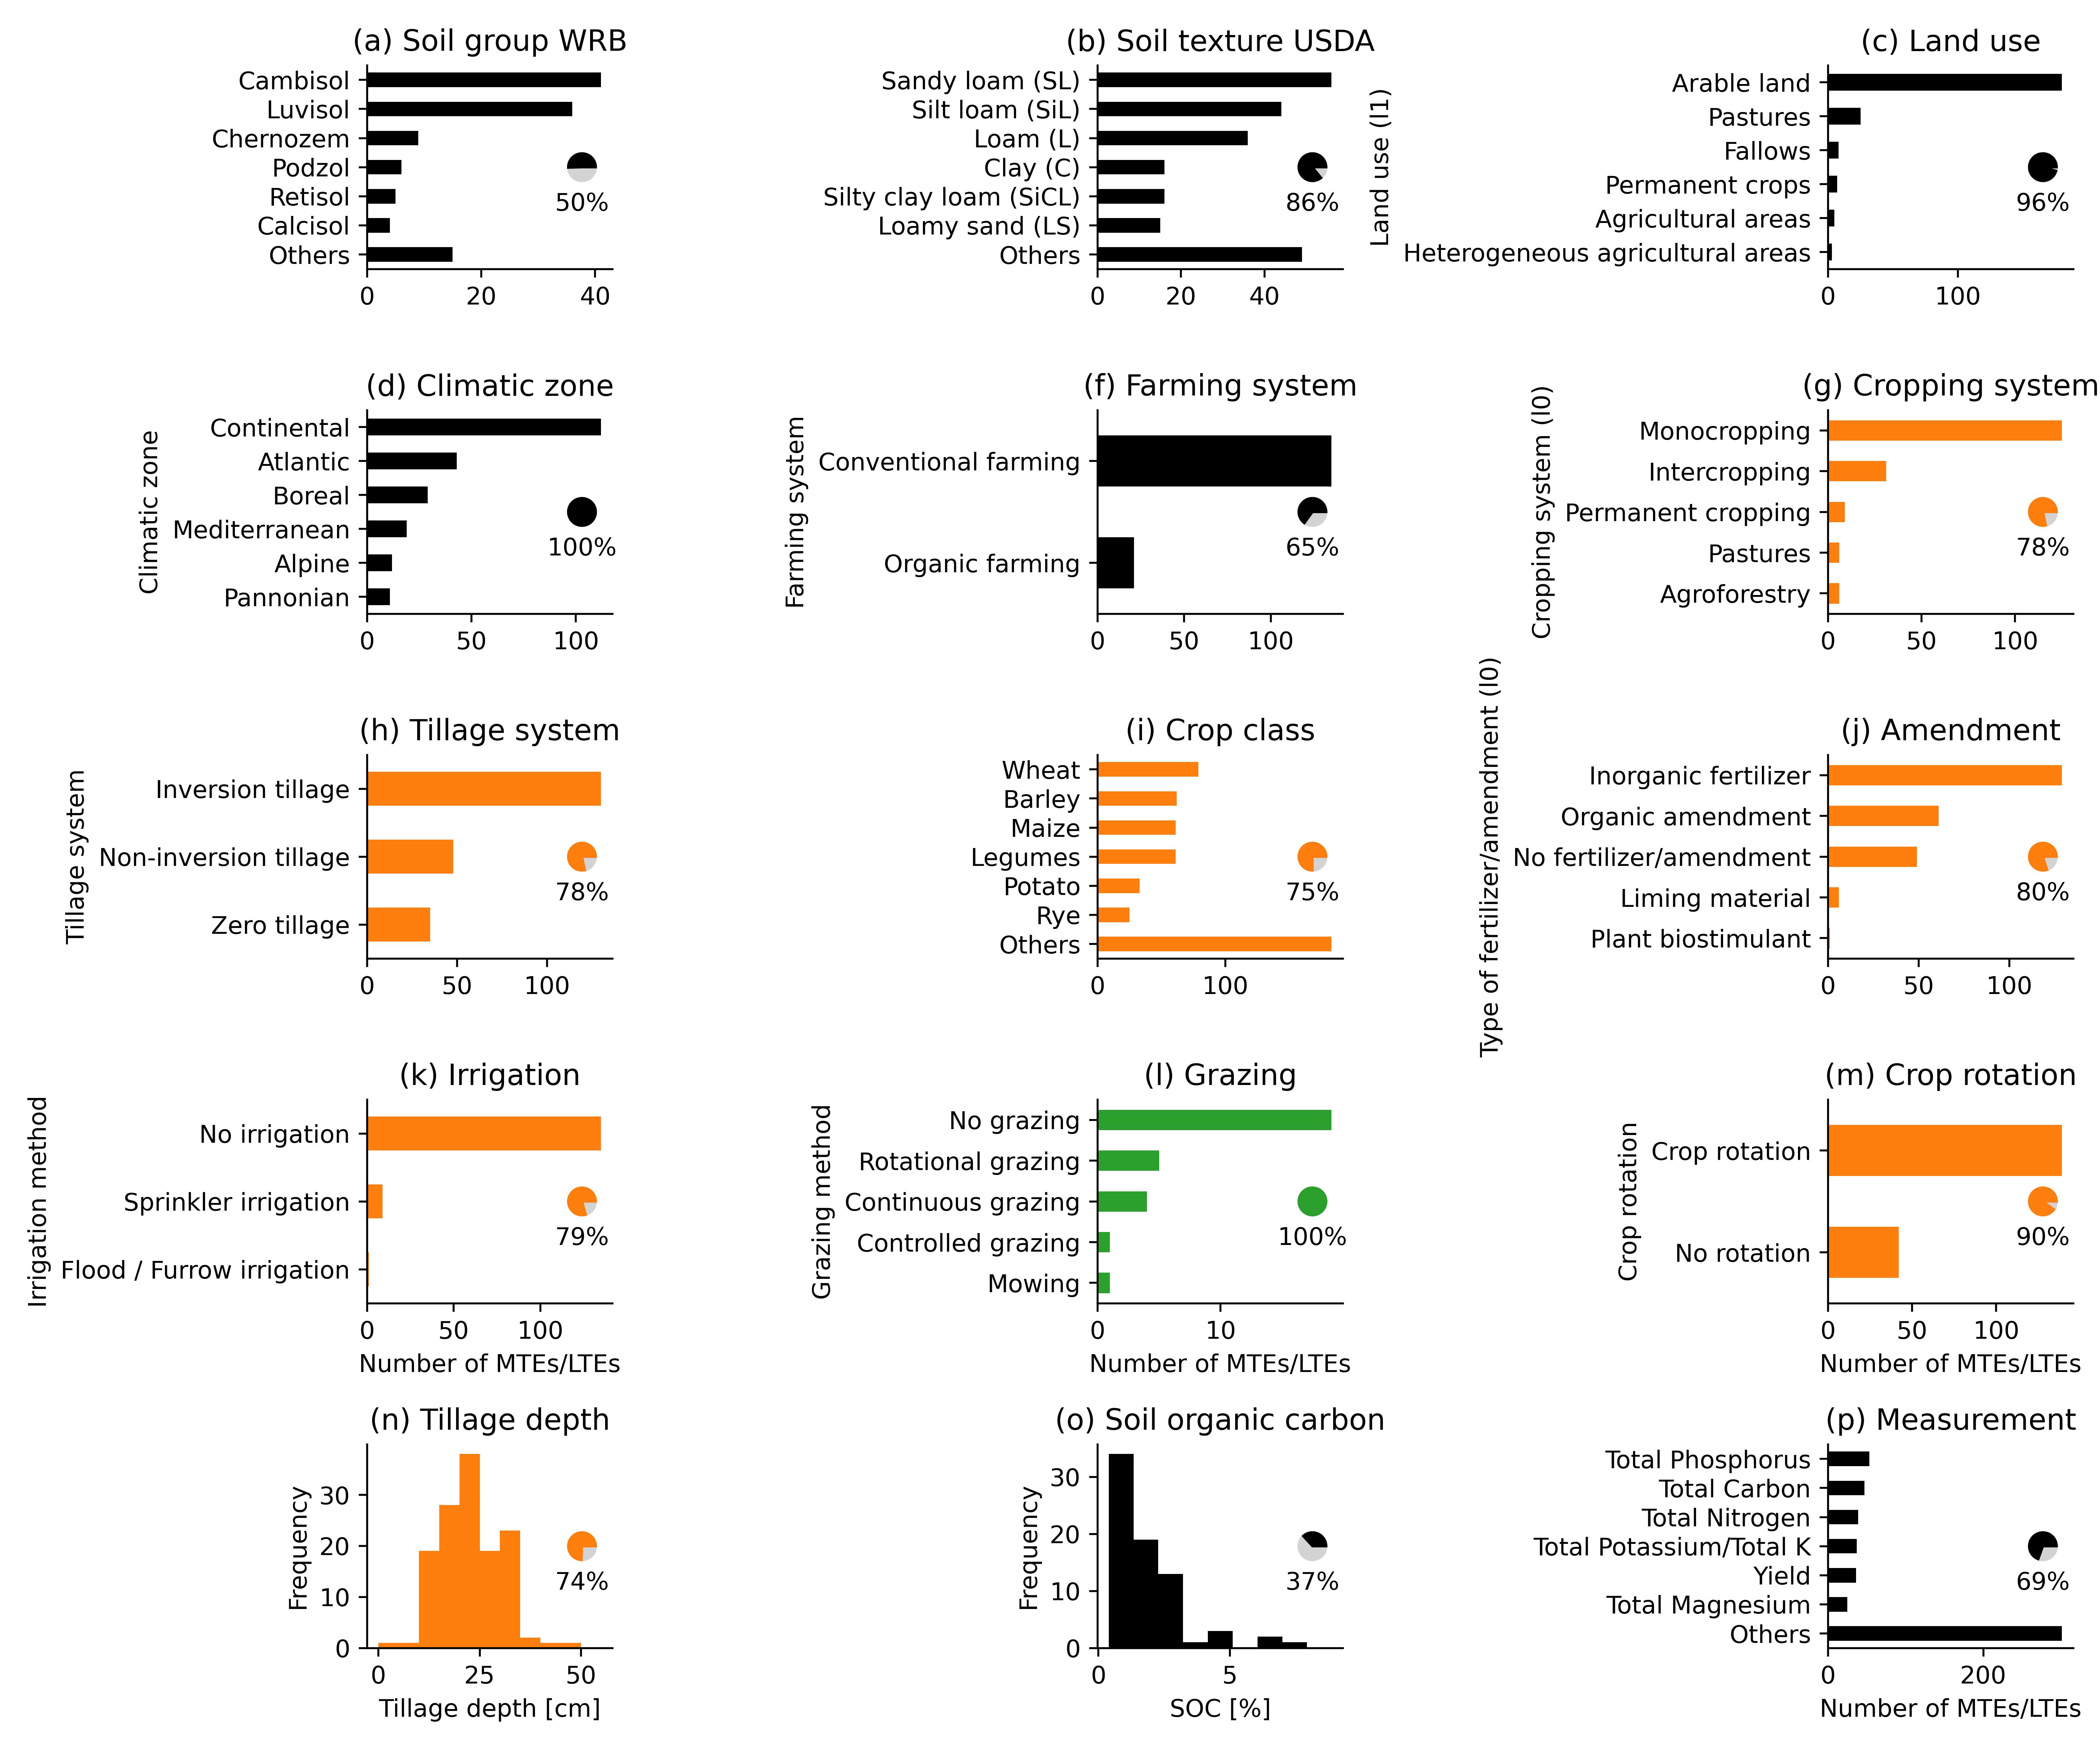 (a) Soil group WRB
Cambisol
Luvisol
Chernozem
Podzol
Retisol
Calcisol
Others
50%
0 20 40
(b) Soil texture USDA
Sandy loam (SL)
Silt loam (SiL)
Loam (L)
Clay (C)
Silty clay loam (SiCL)
Loamy sand (LS)
Others
86%
0 20 40
(c) Land use
Land use (l1)
Arable land
Pastures
Fallows
Permanent crops
Agricultural areas
Heterogeneous agricultural areas
96%
0 100
(d) Climatic zone
Climatic zone
Continental
Atlantic
Boreal
Mediterranean
Alpine
Pannonian
100%
0 50 100
(f) Farming system
Farming system
Conventional farming
Organic farming
65%
0 50 100
(g) Cropping system
Cropping system (l0)
Monocropping
Intercropping
Permanent cropping
Pastures
Agroforestry
78%
0 50 100
(h) Tillage system
Tillage system
Inversion tillage
Non-inversion tillage
Zero tillage
78%
0 50 100
(i) Crop class
Wheat
Barley
Maize
Legumes
Potato
Rye
Others
75%
0 100
(j) Amendment
Type of fertilizer/amendment (l0)
Inorganic fertilizer
Organic amendment
No fertilizer/amendment
Liming material
Plant biostimulant
80%
0 50 100
(k) Irrigation
Irrigation method
No irrigation
Sprinkler irrigation
Flood / Furrow irrigation
79%
0 50 100
Number of MTEs/LTEs
(l) Grazing
Grazing method
No grazing
Rotational grazing
Continuous grazing
Controlled grazing
Mowing
100%
0 10
Number of MTEs/LTEs
(m) Crop rotation
Crop rotation
Crop rotation
No rotation
90%
0 50 100
Number of MTEs/LTEs
(n) Tillage depth
Frequency
30
20
10
0
74%
0 25 50
Tillage depth [cm]
(o) Soil organic carbon
Frequency
30
20
10
0
37%
0 5
SOC [%]
(p) Measurement
Total Phosphorus
Total Carbon
Total Nitrogen
Total Potassium/Total K
Yield
Total Magnesium
Others
69%
0 200
Number of MTEs/LTEs